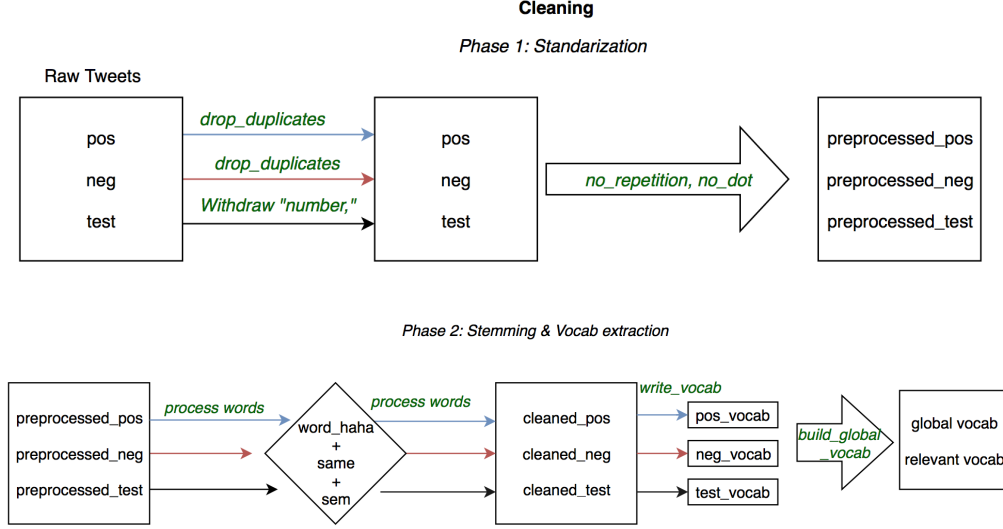 Cleaning
Phase 1: Standarization
Raw Tweets
pos
neg
test
drop_duplicates
drop_duplicates
Withdraw "number,"
pos
neg
test
no_repetition, no_dot
preprocessed_pos
preprocessed_neg
preprocessed_test
Phase 2: Stemming & Vocab extraction
preprocessed_pos
preprocessed_neg
preprocessed_test
process words
word_haha
+
same
+
sem
process words
cleaned_pos
cleaned_neg
cleaned_test
write_vocab
pos_vocab
neg_vocab
test_vocab
build_global
_vocab
global vocab
relevant vocab